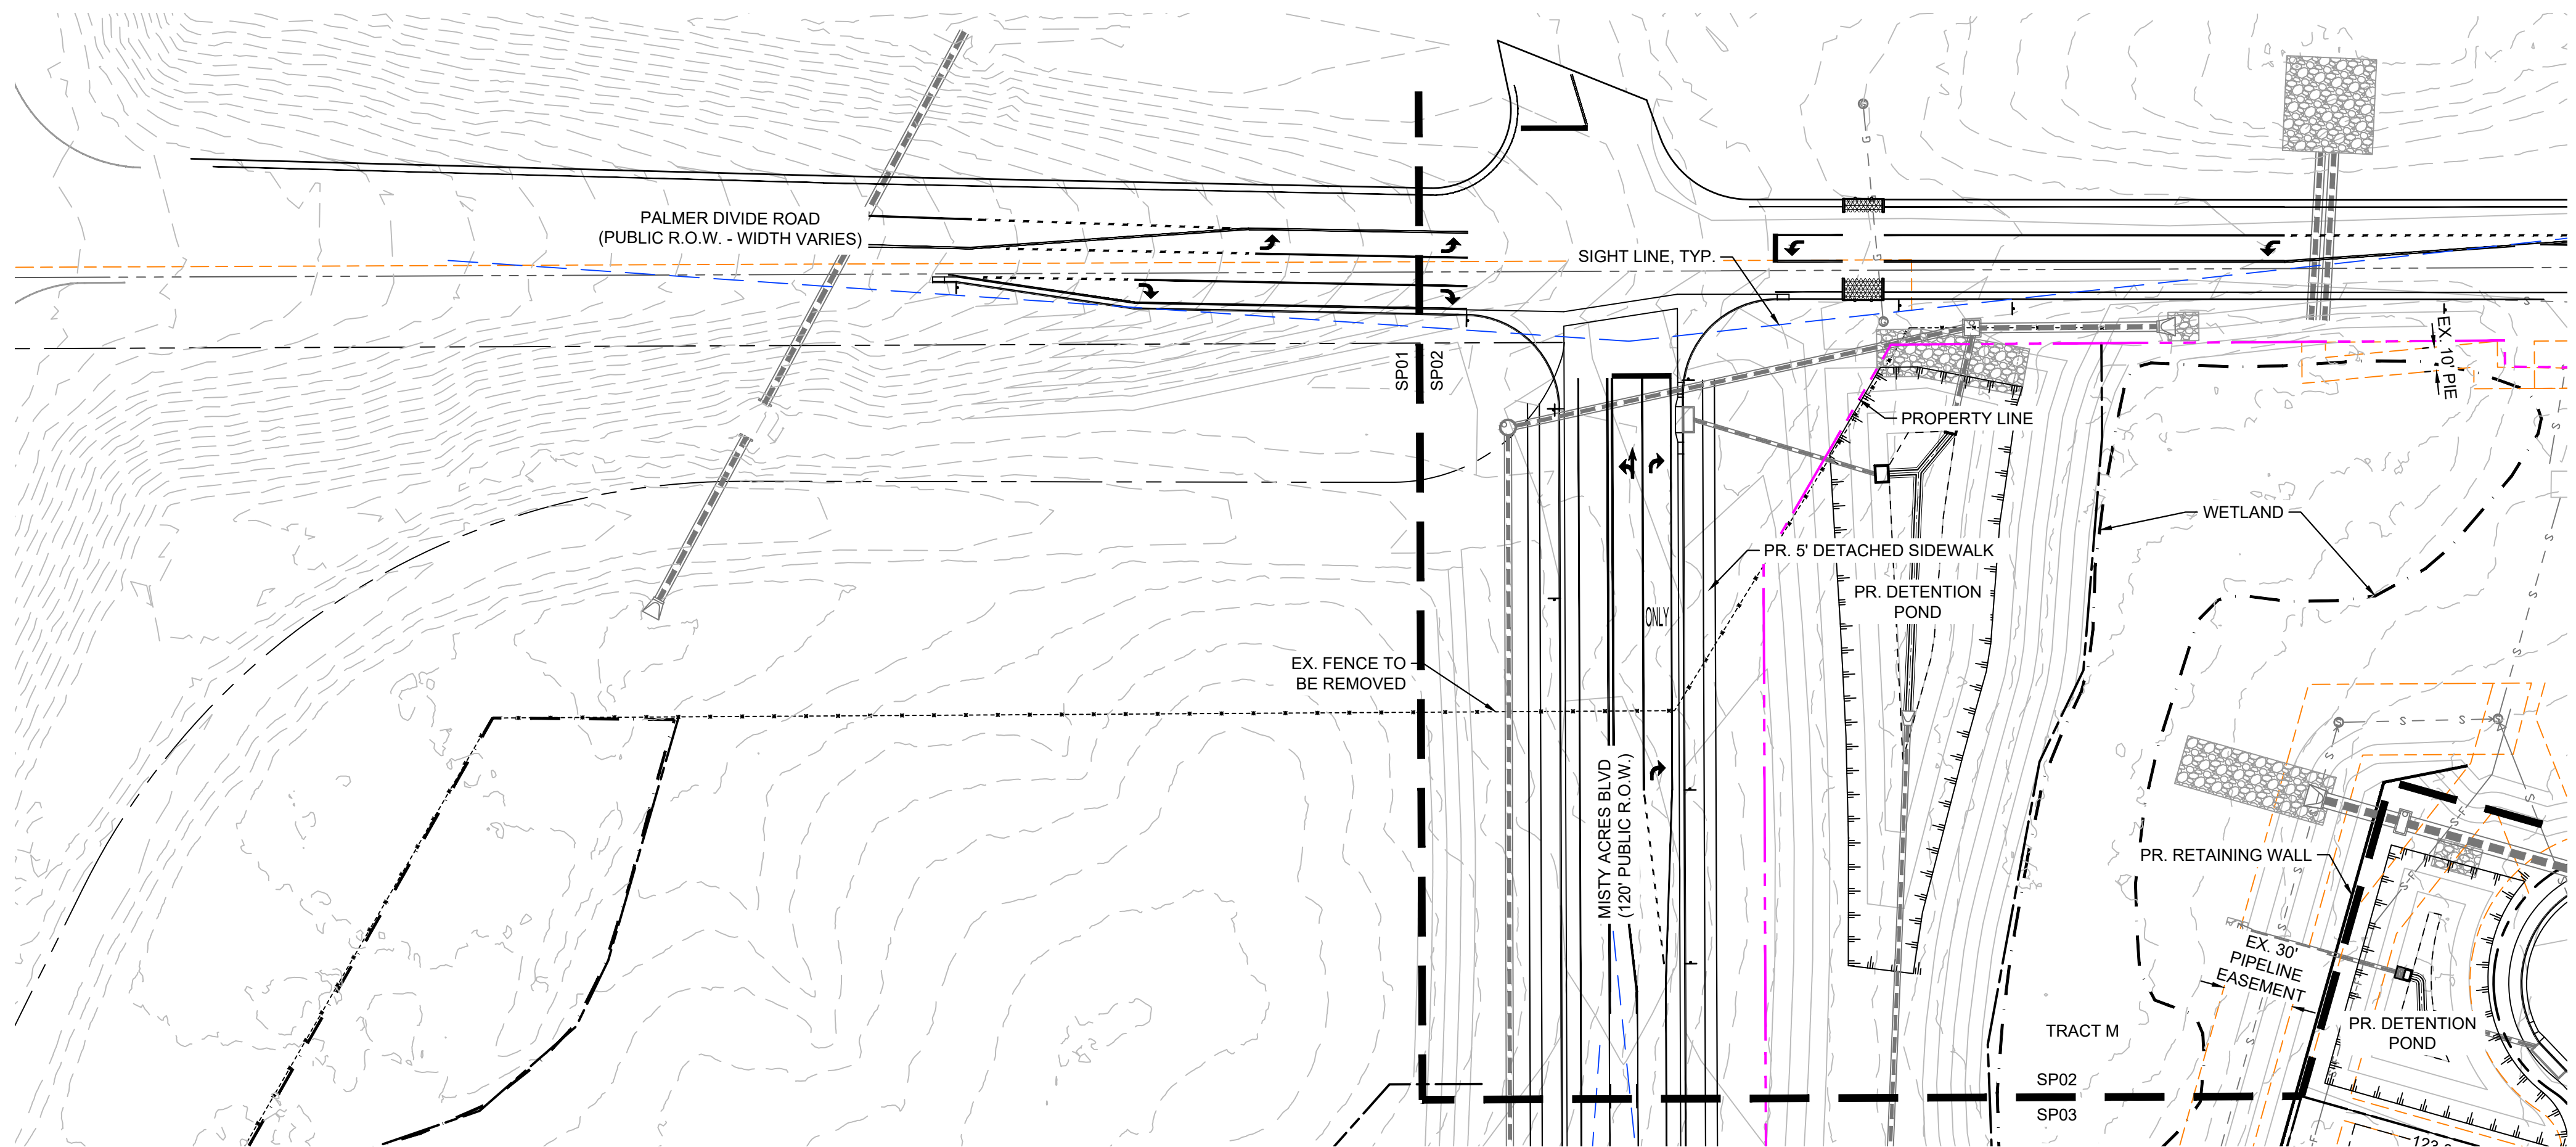 PALMER DIVIDE ROAD
(PUBLIC R.O.W. - WIDTH VARIES)
SIGHT LINE, TYP.
SP01
SP02
EX. 10' PIE
PROPERTY LINE
WETLAND
PR. 5' DETACHED SIDEWALK
PR. DETENTION
POND
ONLY
EX. FENCE TO
BE REMOVED
MISTY ACRES BLVD
(120' PUBLIC R.O.W.)
PR. RETAINING WALL
EX. 30'
PIPELINE
EASEMENT
TRACT M
PR. DETENTION
POND
SP02
SP03